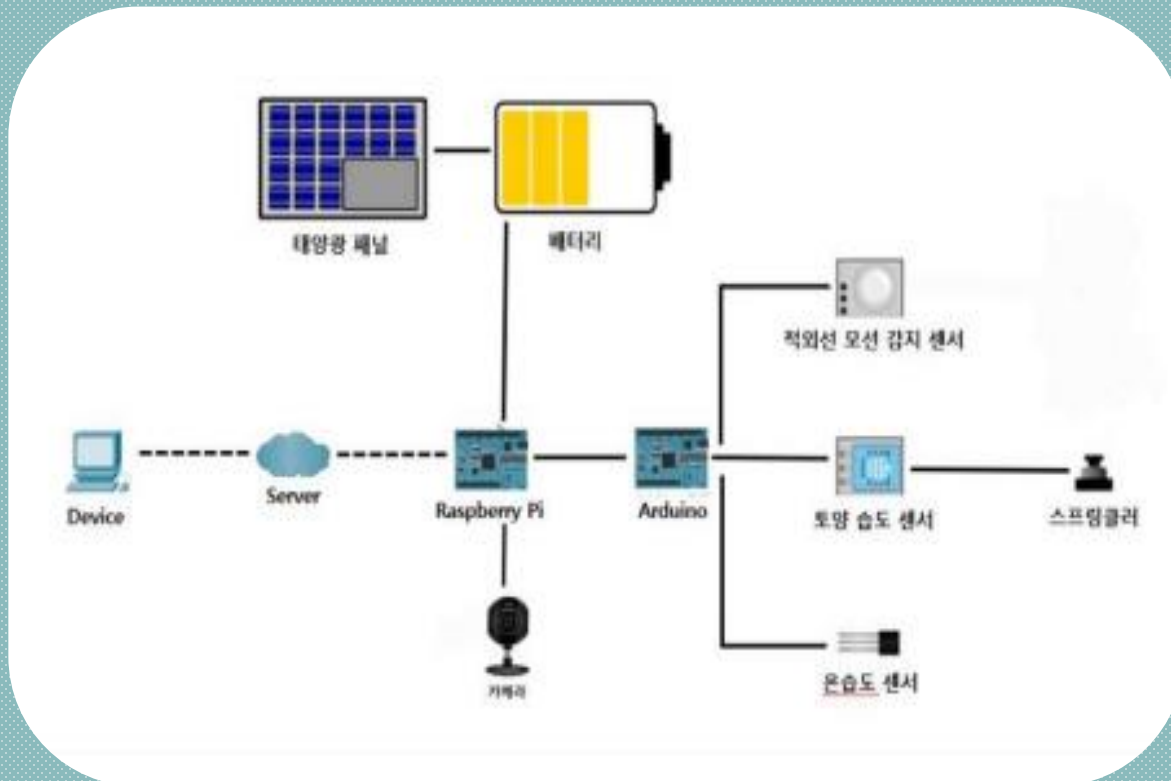 태양광 패널
배터리
적외선 모션 감지 센서
Device
Server
Raspberry Pi
Arduino
토양 습도 센서
스프링클러
카메라
온습도 센서